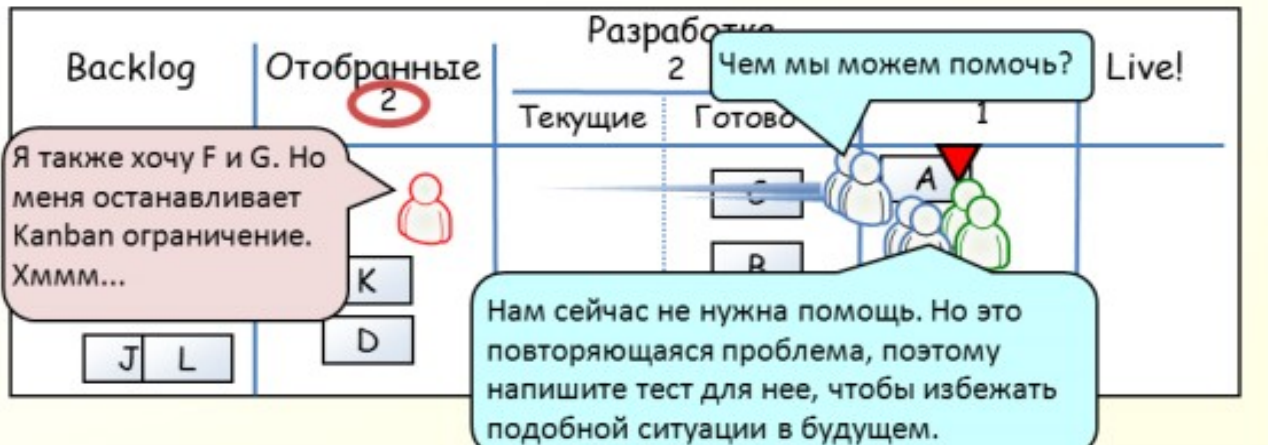 Backlog
Отобранные
2
Разработка
2
Чем мы можем помочь?
Live!
Текущие
Готово
1
Я также хочу F и G. Но
меня останавливает
Kanban ограничение.
Хммм...
C
A
B
K
D
J
L
Нам сейчас не нужна помощь. Но это
повторяющаяся проблема, поэтому
напишите тест для нее, чтобы избежать
подобной ситуации в будущем.